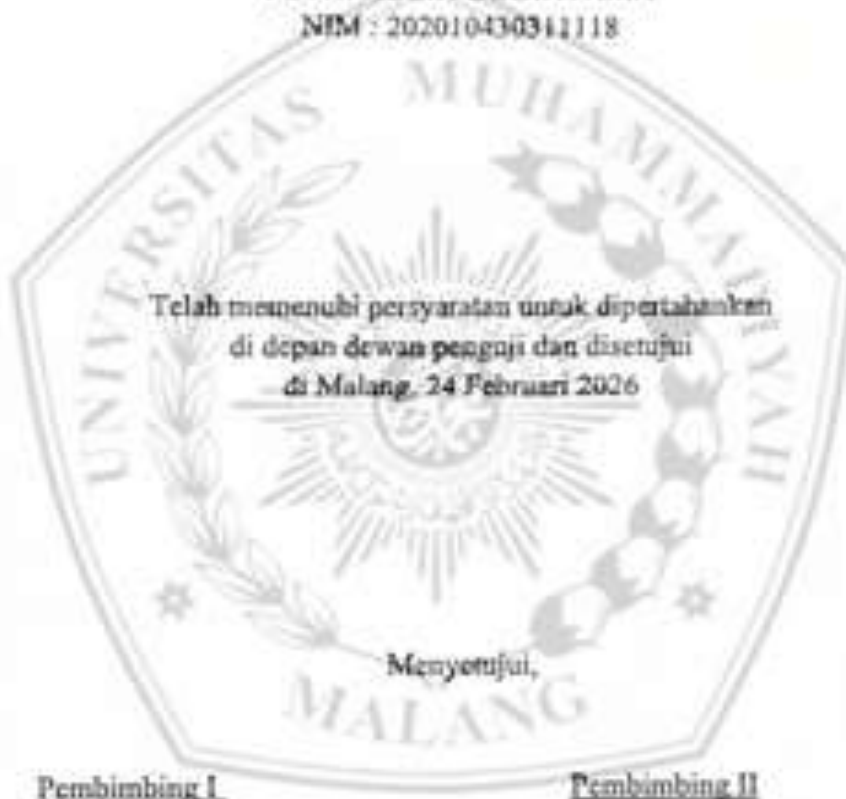 NIM : 202010430311118
UNIVERSITAS MUHAMMADIYAH
Telah memenuhi persyaratan untuk dipertahankan
di depan dewan penguji dan disetujui
di Malang, 24 Februari 2026
Menyetujui,
MALANG
Pembimbing I
Pembimbing II